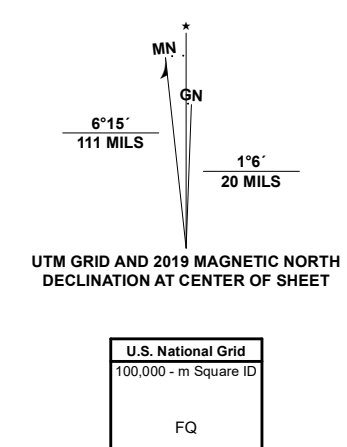 ★
MN
GN
6°15´
111 MILS
1°6´
20 MILS
UTM GRID AND 2019 MAGNETIC NORTH
DECLINATION AT CENTER OF SHEET
U.S. National Grid
100,000 - m Square ID
FQ